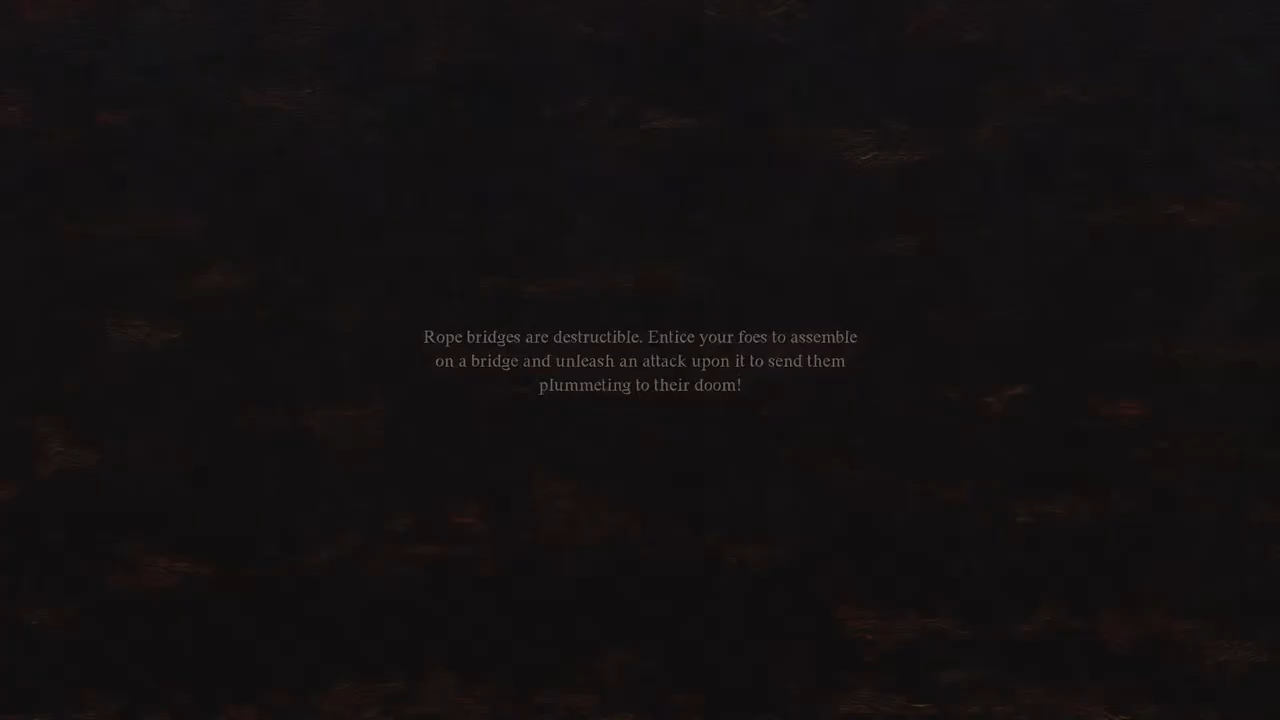 Rope bridges are destructible. Entice your foes to assemble
on a bridge and unleash an attack upon it to send them
plummeting to their doom!